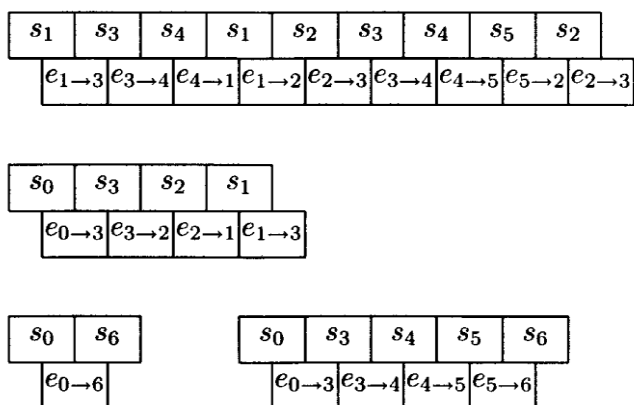 s₁ s₃ s₄ s₁ s₂ s₃ s₄ s₅ s₂
e₁→₃ e₃→₄ e₄→₁ e₁→₂ e₂→₃ e₃→₄ e₄→₅ e₅→₂ e₂→₃
s₀ s₃ s₂ s₁
e₀→₃ e₃→₂ e₂→₁ e₁→₃
s₀ s₆ s₀ s₃ s₄ s₅ s₆
e₀→₆ e₀→₃ e₃→₄ e₄→₅ e₅→₆